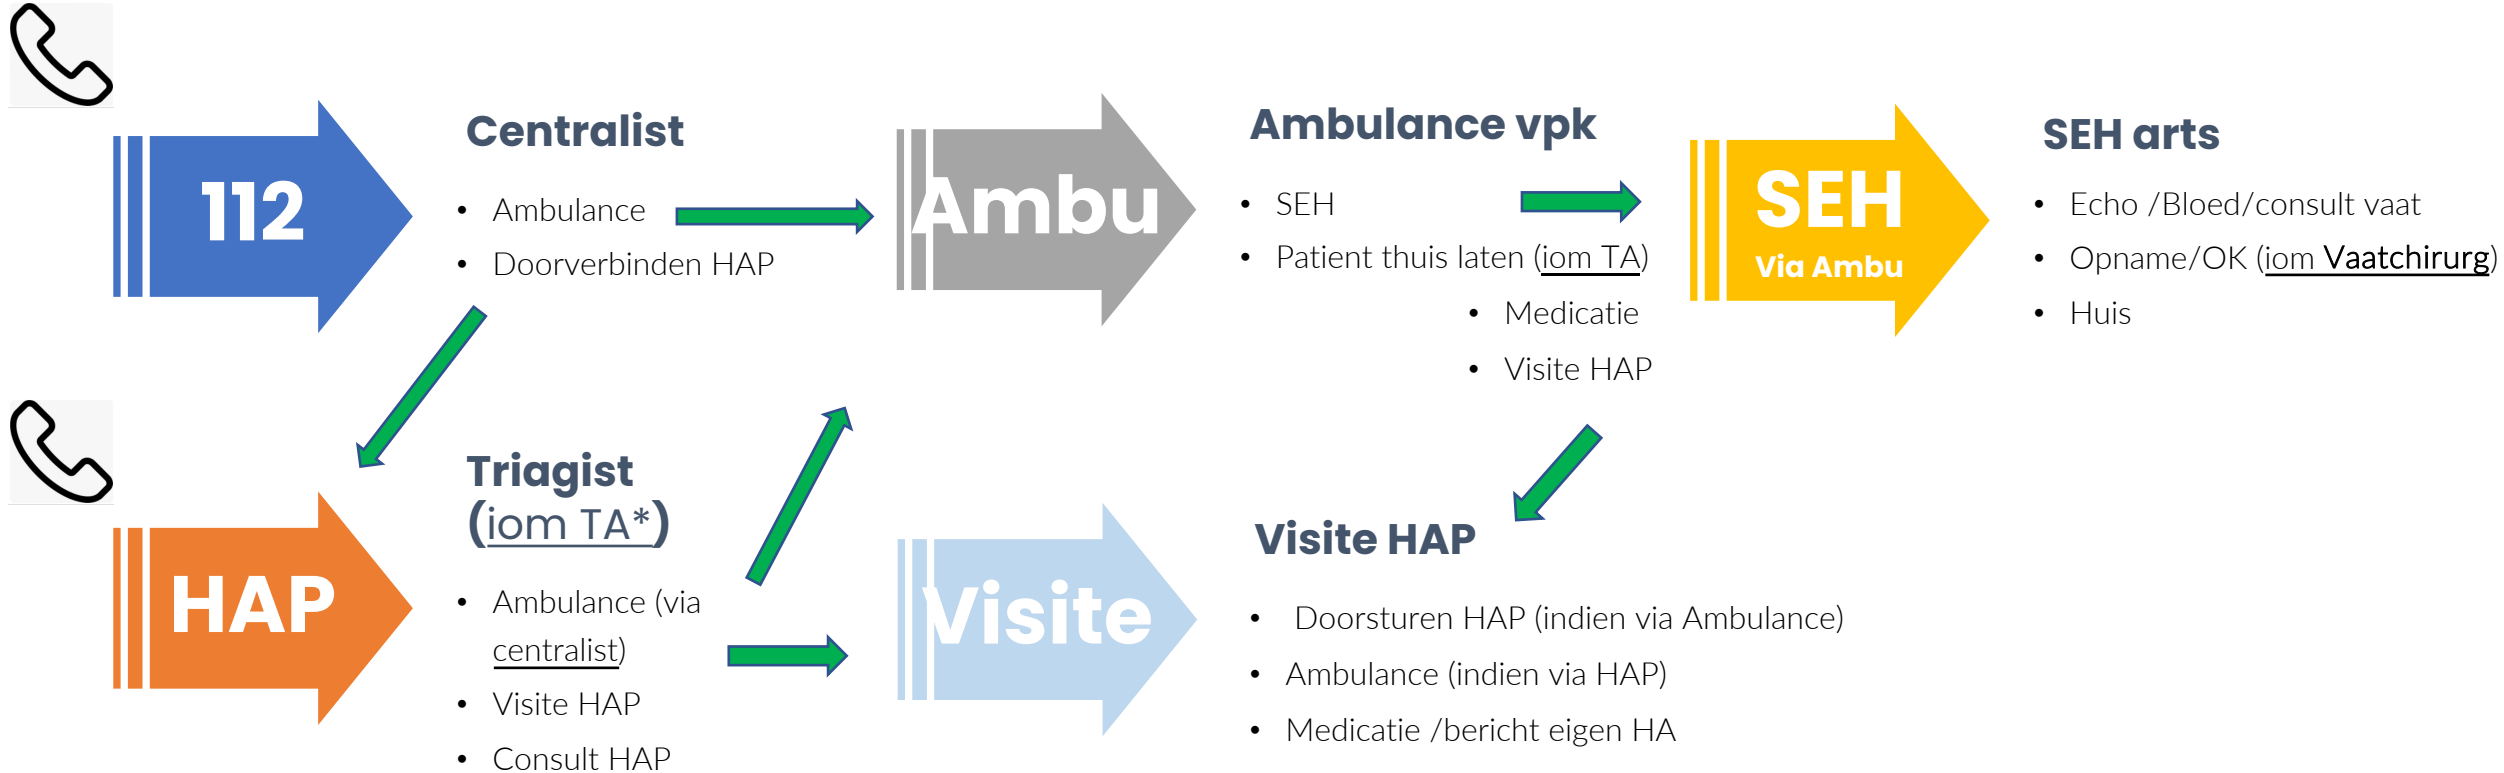 112
Centralist
• Ambulance
• Doorverbinden HAP
Ambu
Ambulance vpk
• SEH
• Patient thuis laten (iom TA)
• Medicatie
• Visite HAP
SEH
Via Ambu
SEH arts
• Echo /Bloed/consult vaat
• Opname/OK (iom Vaatchirurg)
• Huis
HAP
Triagist
(iom TA*)
• Ambulance (via
centralist)
• Visite HAP
• Consult HAP
Visite
Visite HAP
• Doorsturen HAP (indien via Ambulance)
• Ambulance (indien via HAP)
• Medicatie /bericht eigen HA